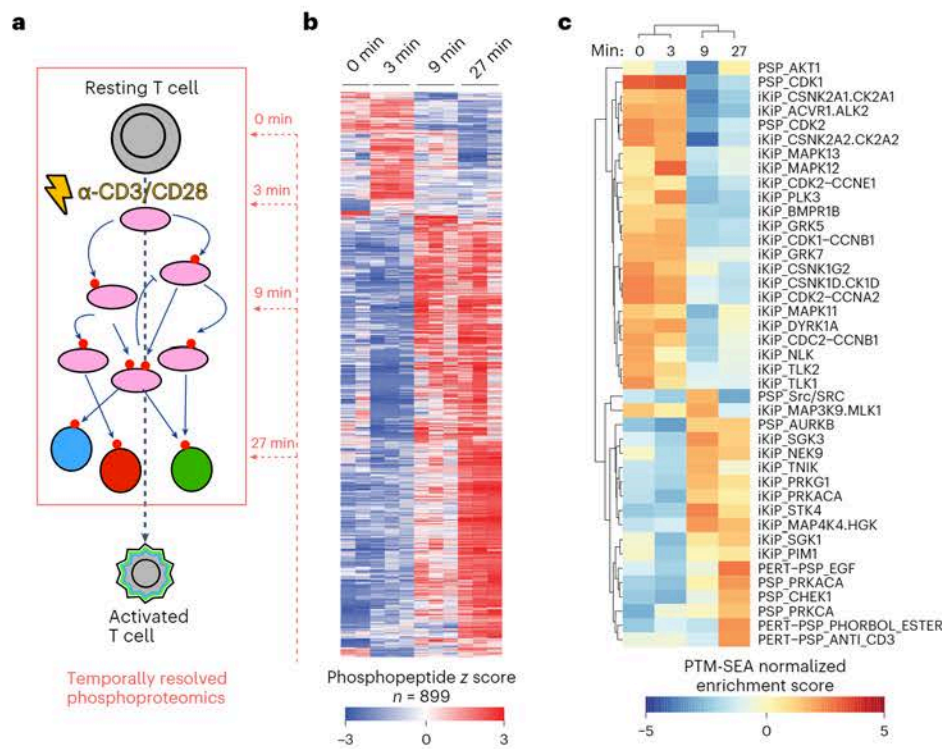 a
Resting T cell
α-CD3/CD28
0 min
3 min
9 min
27 min
Activated
T cell
Temporally resolved
phosphoproteomics
b
0 min
3 min
9 min
27 min
Phosphopeptide z score
n = 899
−3
0
3
c
Min: 0 3 9 27
PSP_AKT1
PSP_CDK1
iKiP_CSNK2A1.CK2A1
iKiP_ACVR1.ALK2
PSP_CDK2
iKiP_CSNK2A2.CK2A2
iKiP_MAPK13
iKiP_MAPK12
iKiP_CDK2−CCNE1
iKiP_PLK3
iKiP_BMPR1B
iKiP_GRK5
iKiP_CDK1−CCNB1
iKiP_GRK7
iKiP_CSNK1G2
iKiP_CSNK1D.CK1D
iKiP_CDK2−CCNA2
iKiP_MAPK11
iKiP_DYRK1A
iKiP_CDC2−CCNB1
iKiP_NLK
iKiP_TLK2
iKiP_TLK1
PSP_Src/SRC
iKiP_MAP3K9.MLK1
PSP_AURKB
iKiP_SGK3
iKiP_NEK9
iKiP_TNIK
iKiP_PRKG1
iKiP_PRKACA
iKiP_STK4
iKiP_MAP4K4.HGK
iKiP_SGK1
iKiP_PIM1
PERT−PSP_EGF
PSP_PRKACA
PSP_CHEK1
PSP_PRKCA
PERT−PSP_PHORBOL_ESTER
PERT−PSP_ANTI_CD3
PTM-SEA normalized
enrichment score
−5
0
5